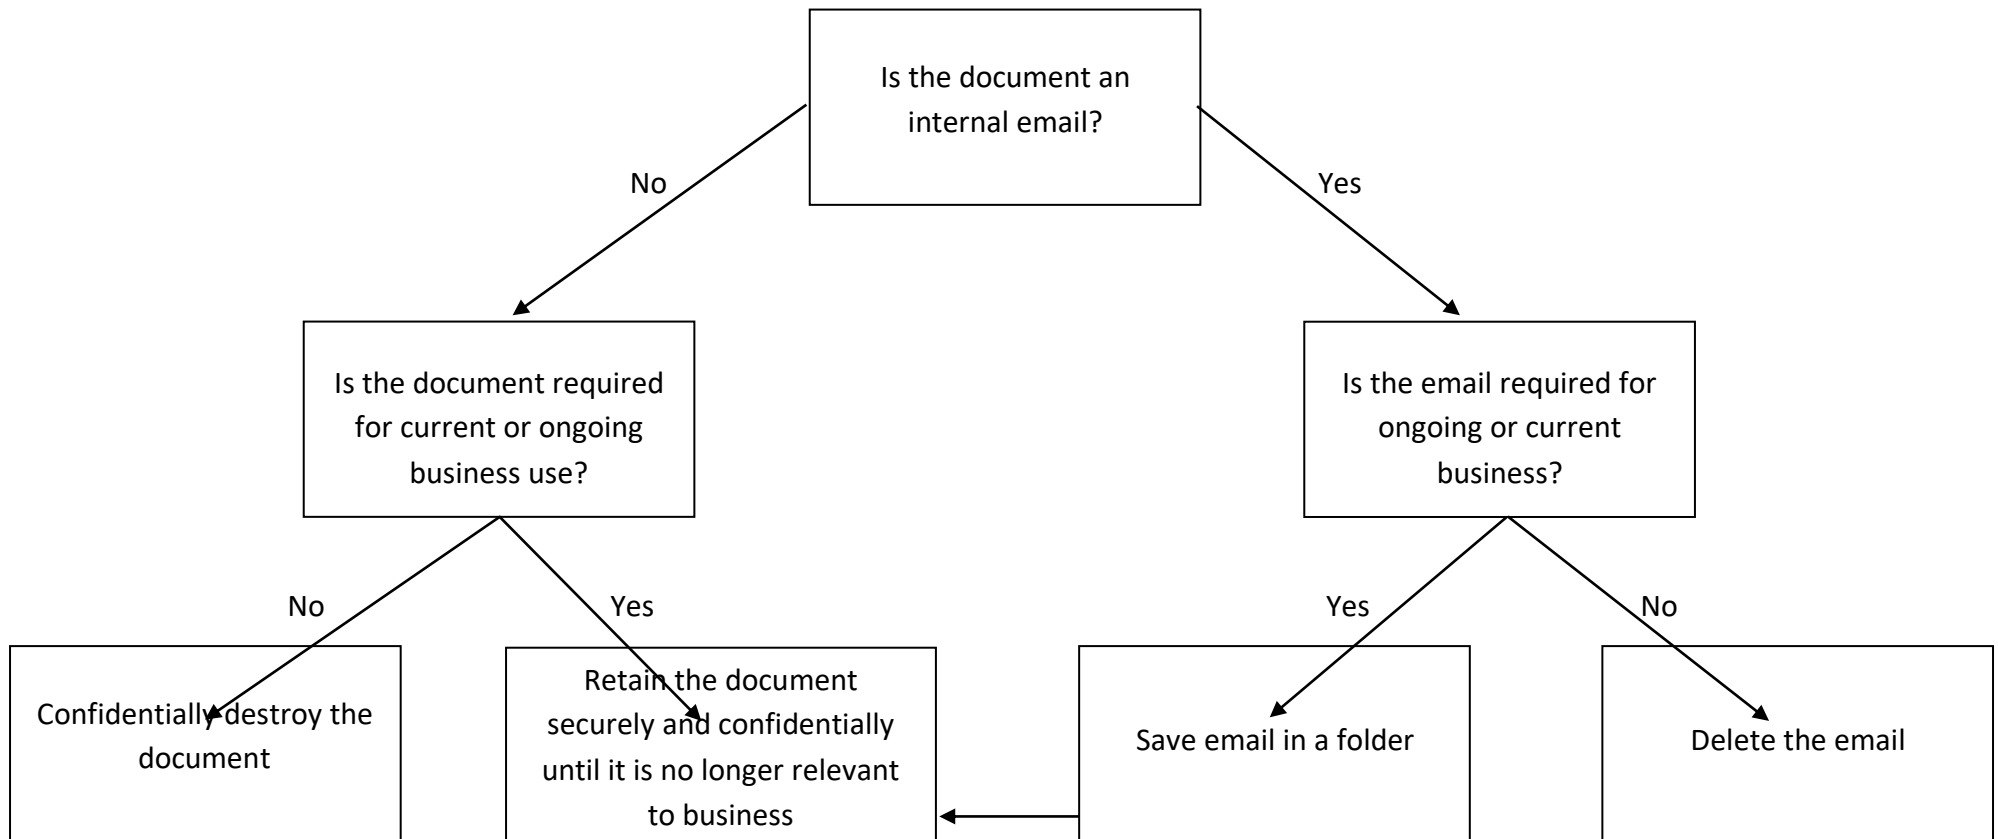 Is the document an
internal email?
No
Yes
Is the document required
for current or ongoing
business use?
Is the email required for
ongoing or current
business?
No
Yes
Yes
No
Confidentially destroy the
document
Retain the document
securely and confidentially
until it is no longer relevant
to business
Save email in a folder
Delete the email